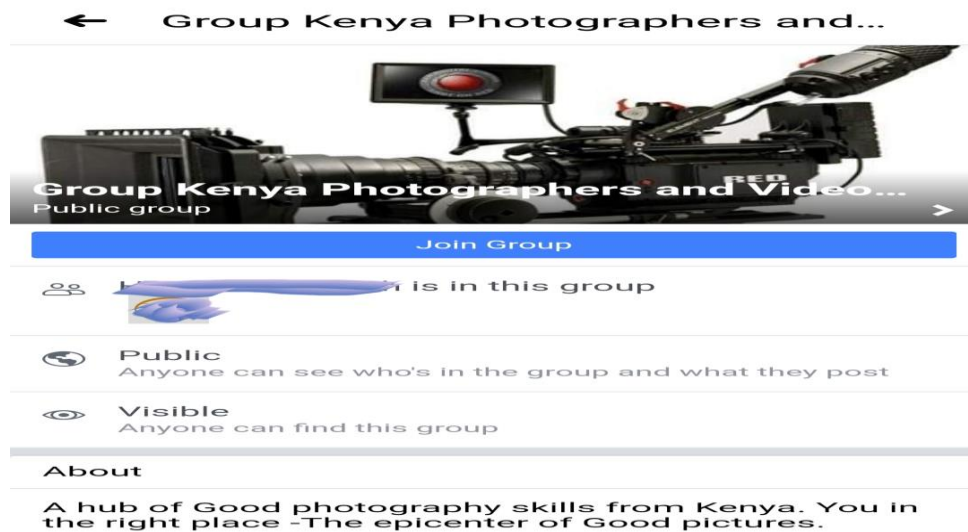 Group Kenya Photographers and...
RED
Group Kenya Photographers and Video...
Public group
Join Group
is in this group
Public
Anyone can see who's in the group and what they post
Visible
Anyone can find this group
About
A hub of Good photography skills from Kenya. You in
the right place -The epicenter of Good pictures.